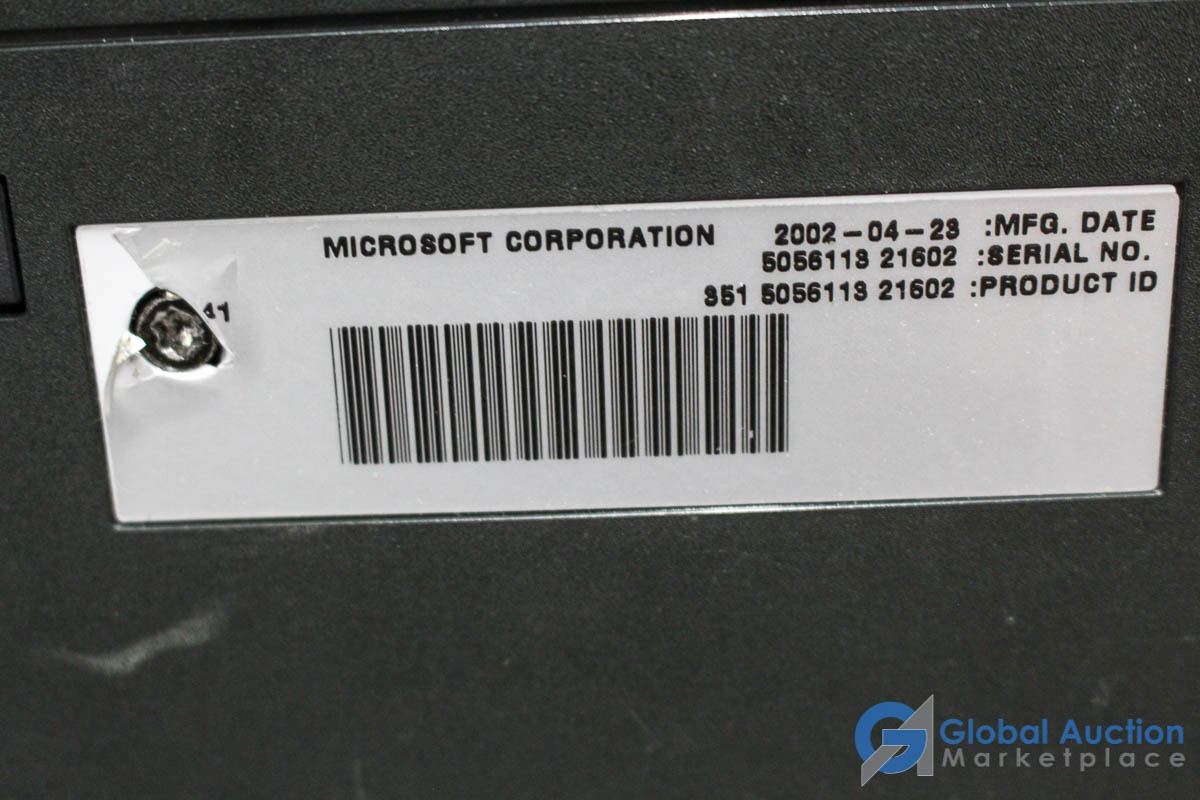 MICROSOFT CORPORATION
2002-04-23 :MFG. DATE
5056113 21602 :SERIAL NO.
351 5056113 21602 :PRODUCT ID
41
Global Auction
Marketplace